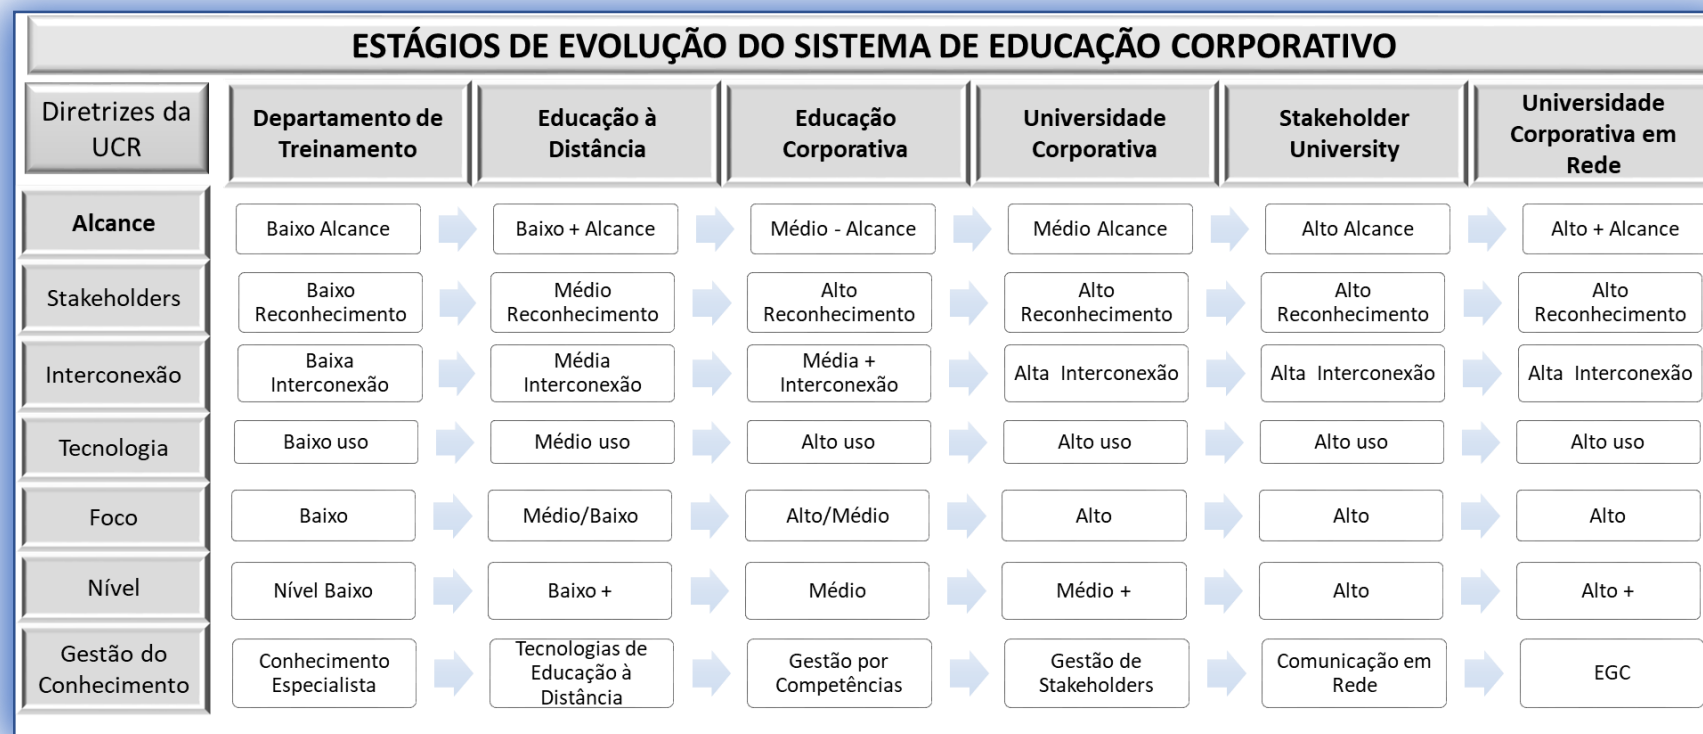 ESTÁGIOS DE EVOLUÇÃO DO SISTEMA DE EDUCAÇÃO CORPORATIVO
Diretrizes da
UCR
Departamento de
Treinamento
Educação à
Distância
Educação
Corporativa
Universidade
Corporativa
Stakeholder
University
Universidade
Corporativa em
Rede
Alcance
Baixo Alcance
Baixo + Alcance
Médio - Alcance
Médio Alcance
Alto Alcance
Alto + Alcance
Stakeholders
Baixo
Reconhecimento
Médio
Reconhecimento
Alto
Reconhecimento
Alto
Reconhecimento
Alto
Reconhecimento
Alto
Reconhecimento
Interconexão
Baixa
Interconexão
Média
Interconexão
Média +
Interconexão
Alta Interconexão
Alta Interconexão
Alta Interconexão
Tecnologia
Baixo uso
Médio uso
Alto uso
Alto uso
Alto uso
Alto uso
Foco
Baixo
Médio/Baixo
Alto/Médio
Alto
Alto
Alto
Nível
Nível Baixo
Baixo +
Médio
Médio +
Alto
Alto +
Gestão do
Conhecimento
Conhecimento
Especialista
Tecnologias de
Educação à
Distância
Gestão por
Competências
Gestão de
Stakeholders
Comunicação em
Rede
EGC